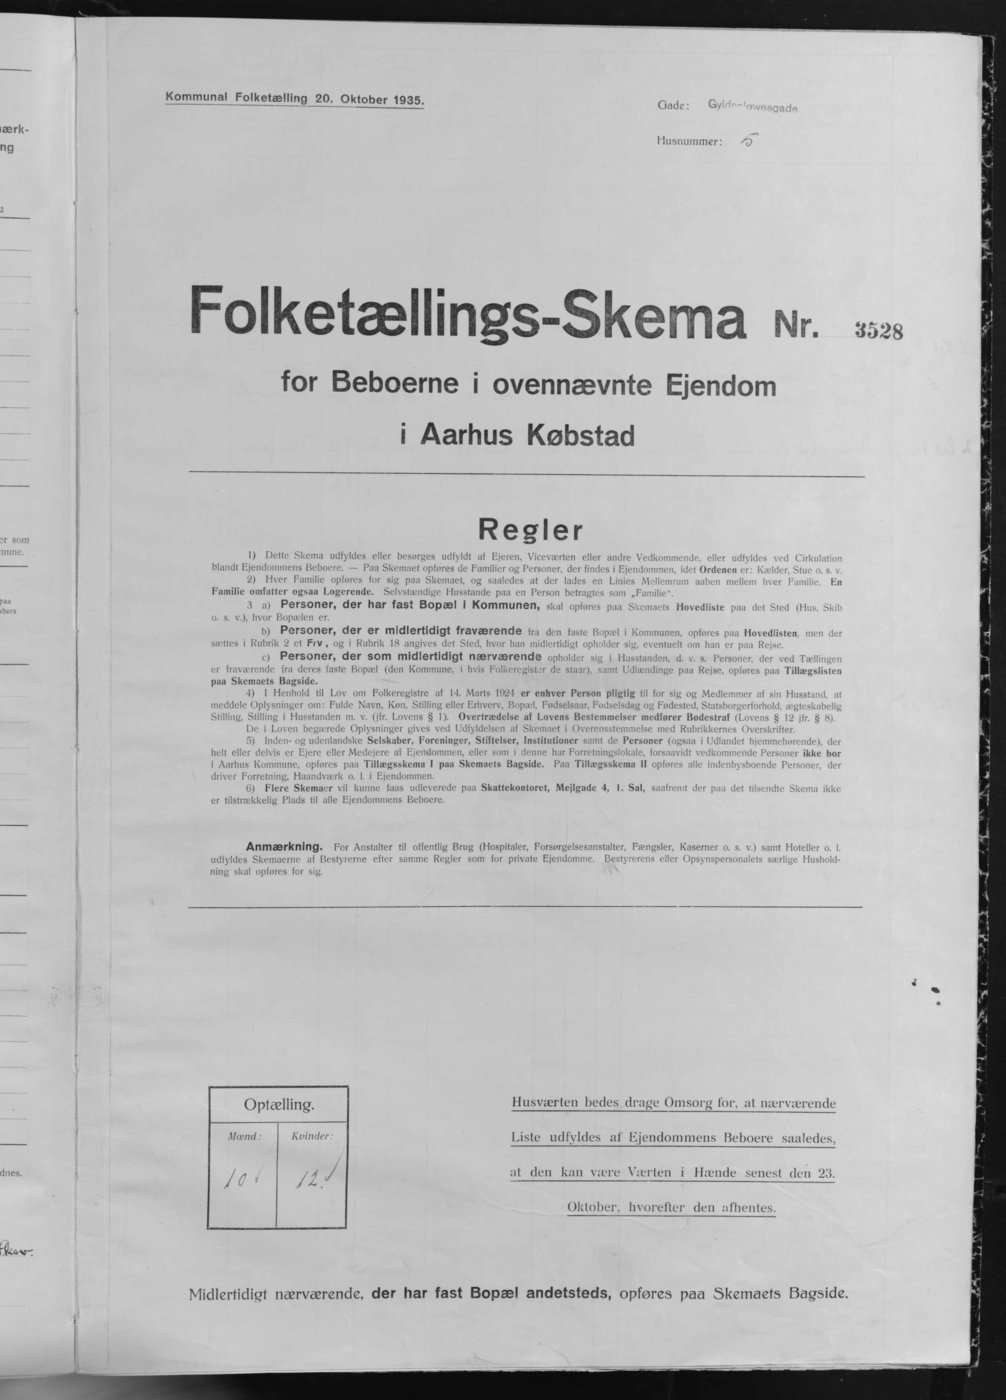 Kommunal Folketælling 20. Oktober 1935.
Gade: Gyldenløwesgade
Husnummer: 5
Folketællings-Skema Nr. 3528
for Beboerne i ovennævnte Ejendom
i Aarhus Købstad
Regler
1) Dette Skema udfyldes eller besørges udfyldt af Ejeren, Viceværten eller andre Vedkommende, eller udfyldes ved Cirkulation
blandt Ejendommens Beboere. — Paa Skemaet opføres de Familier og Personer, der findes i Ejendommen, idet Ordenen er: Kælder, Stue o. s. v.
2) Hver Familie opføres for sig paa Skemaet, og saaledes at der lades en Linies Mellemrum aaben mellem hver Familie. En
Familie omfatter ogsaa Logerende. Selvstændige Husstande paa en Person betragtes som „Familie“.
3 a) Personer, der har fast Bopæl i Kommunen, skal opføres paa Skemaets Hovedliste paa det Sted (Hus, Skib
o. s. v.), hvor Bopælen er.
b) Personer, der er midlertidigt fraværende fra den faste Bopæl i Kommunen, opføres paa Hovedlisten, men der
sættes i Rubrik 2 et Frv., og i Rubrik 18 angives det Sted, hvor han midlertidigt opholder sig, eventuelt om han er paa Rejse.
c) Personer, der som midlertidigt nærværende opholder sig i Husstanden, d. v. s. Personer, der ved Tællingen
er fraværende fra deres faste Bopæl (den Kommune, i hvis Folkeregister de staar), samt Udlændinge paa Rejse, opføres paa Tillægslisten
paa Skemaets Bagside.
4) I Henhold til Lov om Folkeregistre af 14. Marts 1924 er enhver Person pligtig til for sig og Medlemmer af sin Husstand, at
meddele Oplysninger om: Fulde Navn, Køn, Stilling eller Erhverv, Bopæl, Fødselsaar, Fødselsdag og Fødested, Statsborgerforhold, ægteskabelig
Stilling, Stilling i Husstanden m. v. (jfr. Lovens § 1). Overtrædelse af Lovens Bestemmelser medfører Bødestraf (Lovens § 12 jfr. § 8).
De i Loven begærede Oplysninger gives ved Udfyldelsen af Skemaet i Overensstemmelse med Rubrikkernes Overskrifter.
5) Inden- og udenlandske Selskaber, Foreninger, Stiftelser, Institutioner samt de Personer (ogsaa i Udlandet hjemmehørende), der
helt eller delvis er Ejere eller Medejere af Ejendommen, eller som i denne har Forretningslokale, forsaavidt vedkommende Personer ikke bor
i Aarhus Kommune, opføres paa Tillægsskema I paa Skemaets Bagside. Paa Tillægsskema II opføres alle indenbysboende Personer, der
driver Forretning, Haandværk o. l. i Ejendommen.
6) Flere Skemaer vil kunne faas udleverede paa Skattekontoret, Mejlgade 4, 1. Sal, saafremt der paa det tilsendte Skema ikke
er tilstrækkelig Plads til alle Ejendommens Beboere.
Anmærkning. For Anstalter til offentlig Brug (Hospitaler, Forsørgelsesanstalter, Fængsler, Kaserner o. s. v.) samt Hoteller o. l.
udfyldes Skemaerne af Bestyrerne efter samme Regler som for private Ejendomme. Bestyrerens eller Opsynspersonalets særlige Hushold-
ning skal opføres for sig.
Optælling.
Mænd: Kvinder:
10 12
Husværten bedes drage Omsorg for, at nærværende
Liste udfyldes af Ejendommens Beboere saaledes,
at den kan være Værten i Hænde senest den 23.
Oktober, hvorefter den afhentes.
Midlertidigt nærværende, der har fast Bopæl andetsteds, opføres paa Skemaets Bagside.